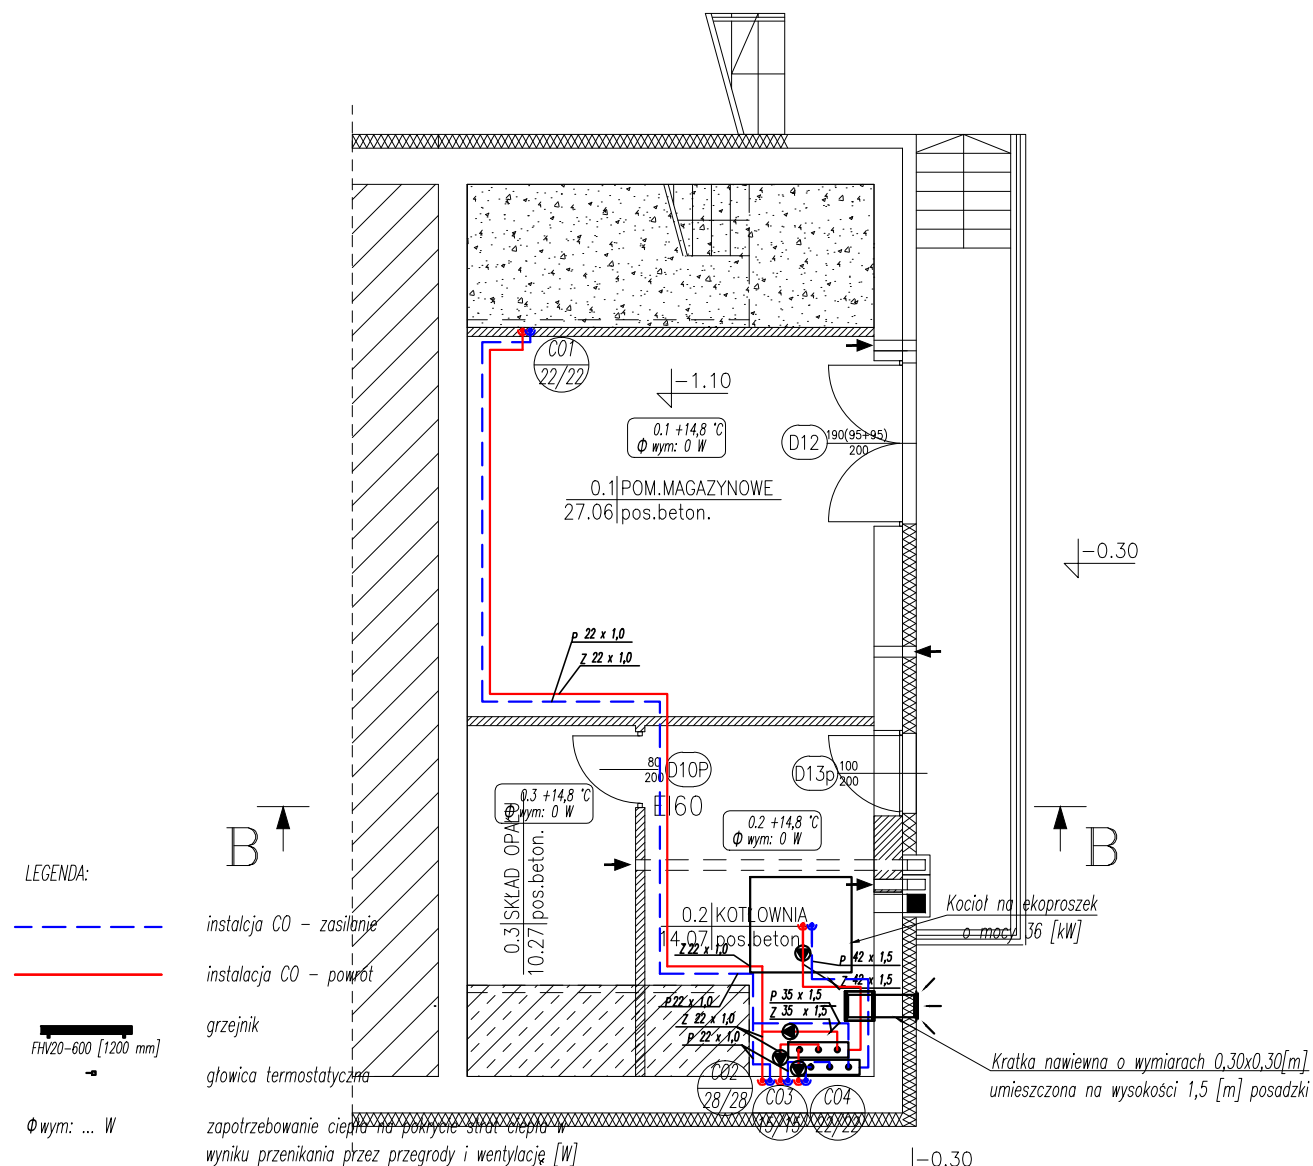 C01
22/22
-1.10
0.1 +14,8 °C
Φ wym: 0 W
D12
190(95+95)
200
0.1 POM.MAGAZYNOWE
27.06 pos.beton.
-0.30
P 22 x 1,0
Z 22 x 1,0
80
200
D10P
EI60
D13p
100
200
0.3 +14,8 °C
Φ wym: 0 W
0.2 +14,8 °C
Φ wym: 0 W
B
B
0.3 SKŁAD OPAŁU
10.27 pos.beton.
0.2 KOTŁOWNIA
14.07 pos.beton.
Kocioł na ekoproszek
o mocy 36 [kW]
Z 22 x 1,0
P 42 x 1,5
Z 42 x 1,5
P 22 x 1,0
P 35 x 1,5
Z 35 x 1,5
Z 22 x 1,0
P 22 x 1,0
C02
28/28
C03
15/15
C04
22/22
Kratka nawiewna o wymiarach 0,30x0,30[m]
umieszczona na wysokości 1,5 [m] posadzki
-0.30
LEGENDA:
instalcja CO - zasilanie
instalacja CO - powrót
grzejnik
FHV20-600 [1200 mm]
głowica termostatyczna
Φwym: ... W
zapotrzebowanie ciepła na pokrycie strat ciepła w
wyniku przenikania przez przegrody i wentylację [W]